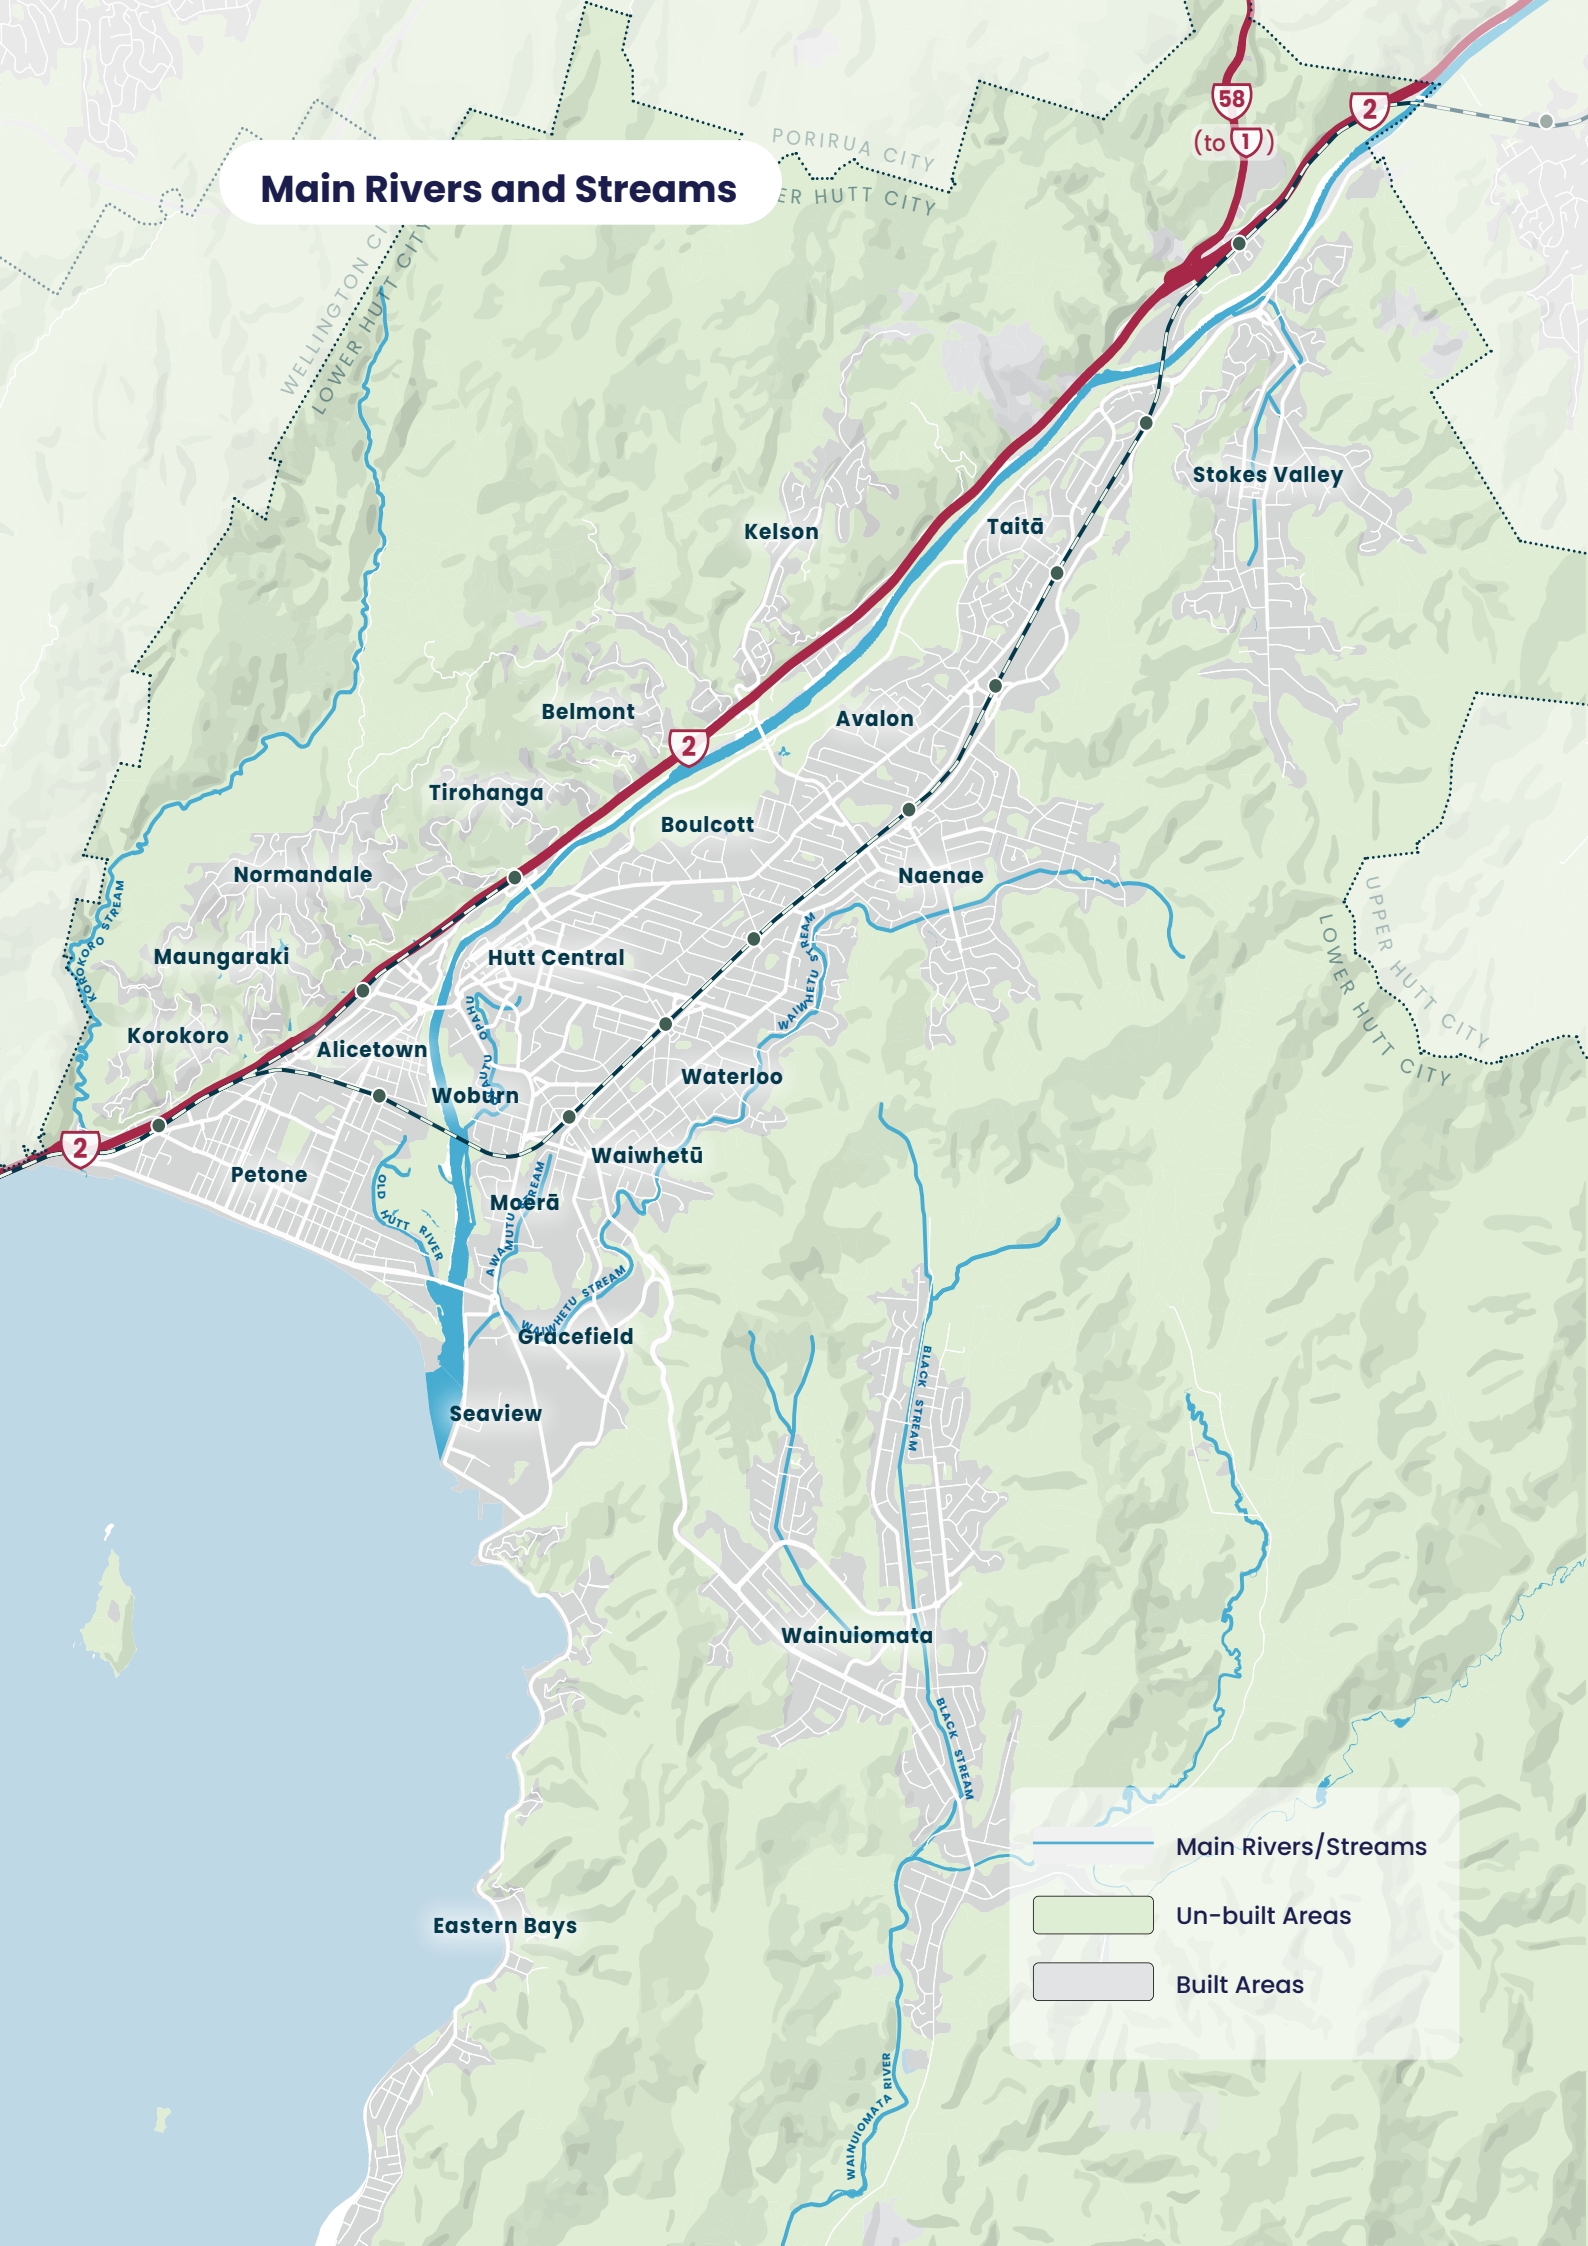 58
2
(to 1)
PORIRUA CITY
ER HUTT CITY
Main Rivers and Streams
WELLINGTON CI
LOWER HUTT CITY
Stokes Valley
Taitā
Kelson
Belmont
Avalon
2
Tirohanga
Boulcott
Normandale
Naenae
KOROKORO STREAM
UPPER HUTT CITY
LOWER HUTT CITY
Maungaraki
Hutt Central
WAIWHETU STREAM
OPAHU
Korokoro
Alicetown
Waterloo
Woburn
2
Waiwhetū
Petone
OLD HUTT RIVER
Moerā
AWAMUTU STREAM
WAIWHETU STREAM
Gracefield
BLACK STREAM
Seaview
Wainuiomata
BLACK STREAM
Main Rivers/Streams
Un-built Areas
Built Areas
Eastern Bays
WAINUIOMATA RIVER